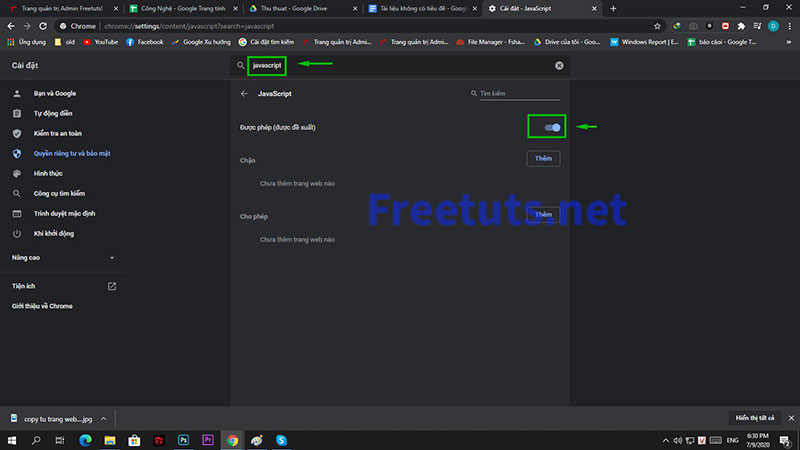 Trang quản trị Admin FreetutsG
Công Nghệ - Google Trang tính
Thu thuat - Google Drive
Tài liệu không có tiêu đề - Googl
Cài đặt - JavaScript
Chrome | chrome://settings/content/javascript?search=javascript
Ứng dụng
old
YouTube
Facebook
Google Xu hướng
Cài đặt tìm kiếm
Trang quản trị Admi...
Trang quản trị Admi...
File Manager - Fsha...
Drive của tôi - Goo...
Windows Report | E...
báo cáoi - Google T...
Cài đặt
javascript
Bạn và Google
Tự động điền
Kiểm tra an toàn
Quyền riêng tư và bảo mật
Hình thức
Công cụ tìm kiếm
Trình duyệt mặc định
Khi khởi động
Nâng cao
Tiện ích
Giới thiệu về Chrome
JavaScript
Tìm kiếm
Được phép (được đề xuất)
Chặn
Thêm
Chưa thêm trang web nào
Cho phép
Thêm
Chưa thêm trang web nào
Freetuts.net
copy tu trang web....jpg
Hiển thị tất cả
ENG
6:30 PM
7/9/2020